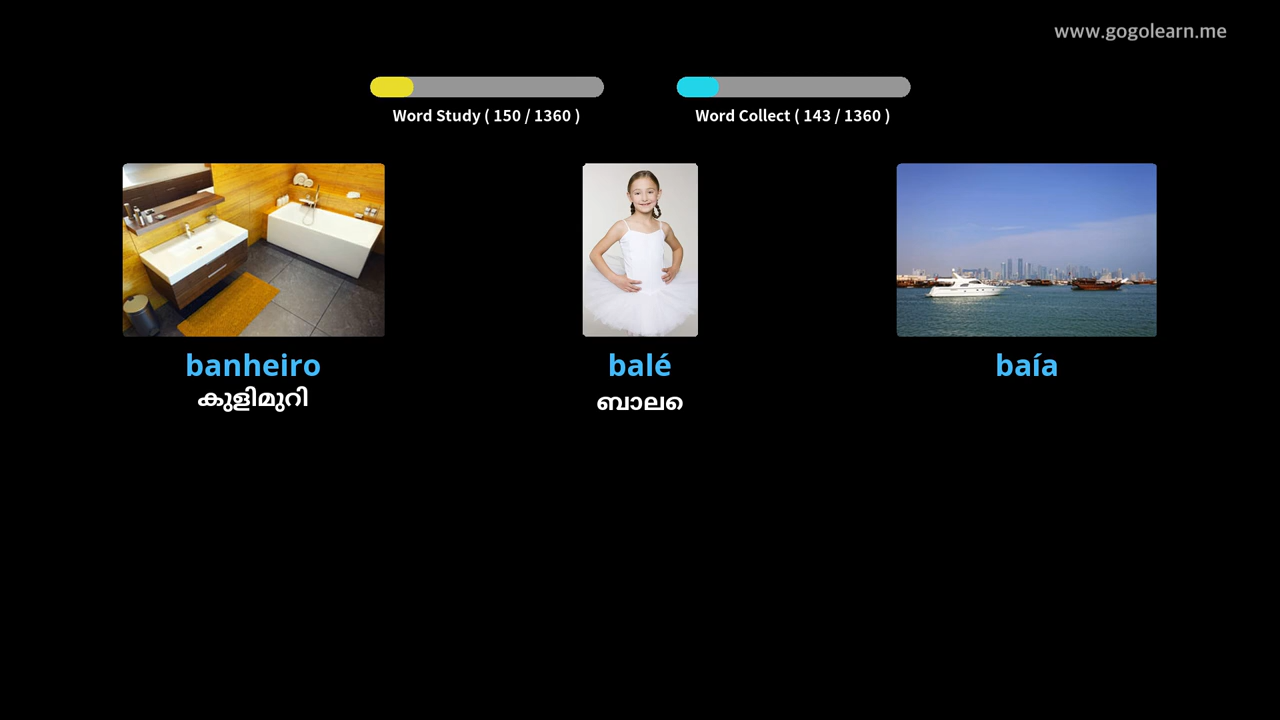 www.gogolearn.me
Word Study ( 150 / 1360 )
Word Collect ( 143 / 1360 )
banheiro
കുളിമുറി
balé
ബാലെ
baía